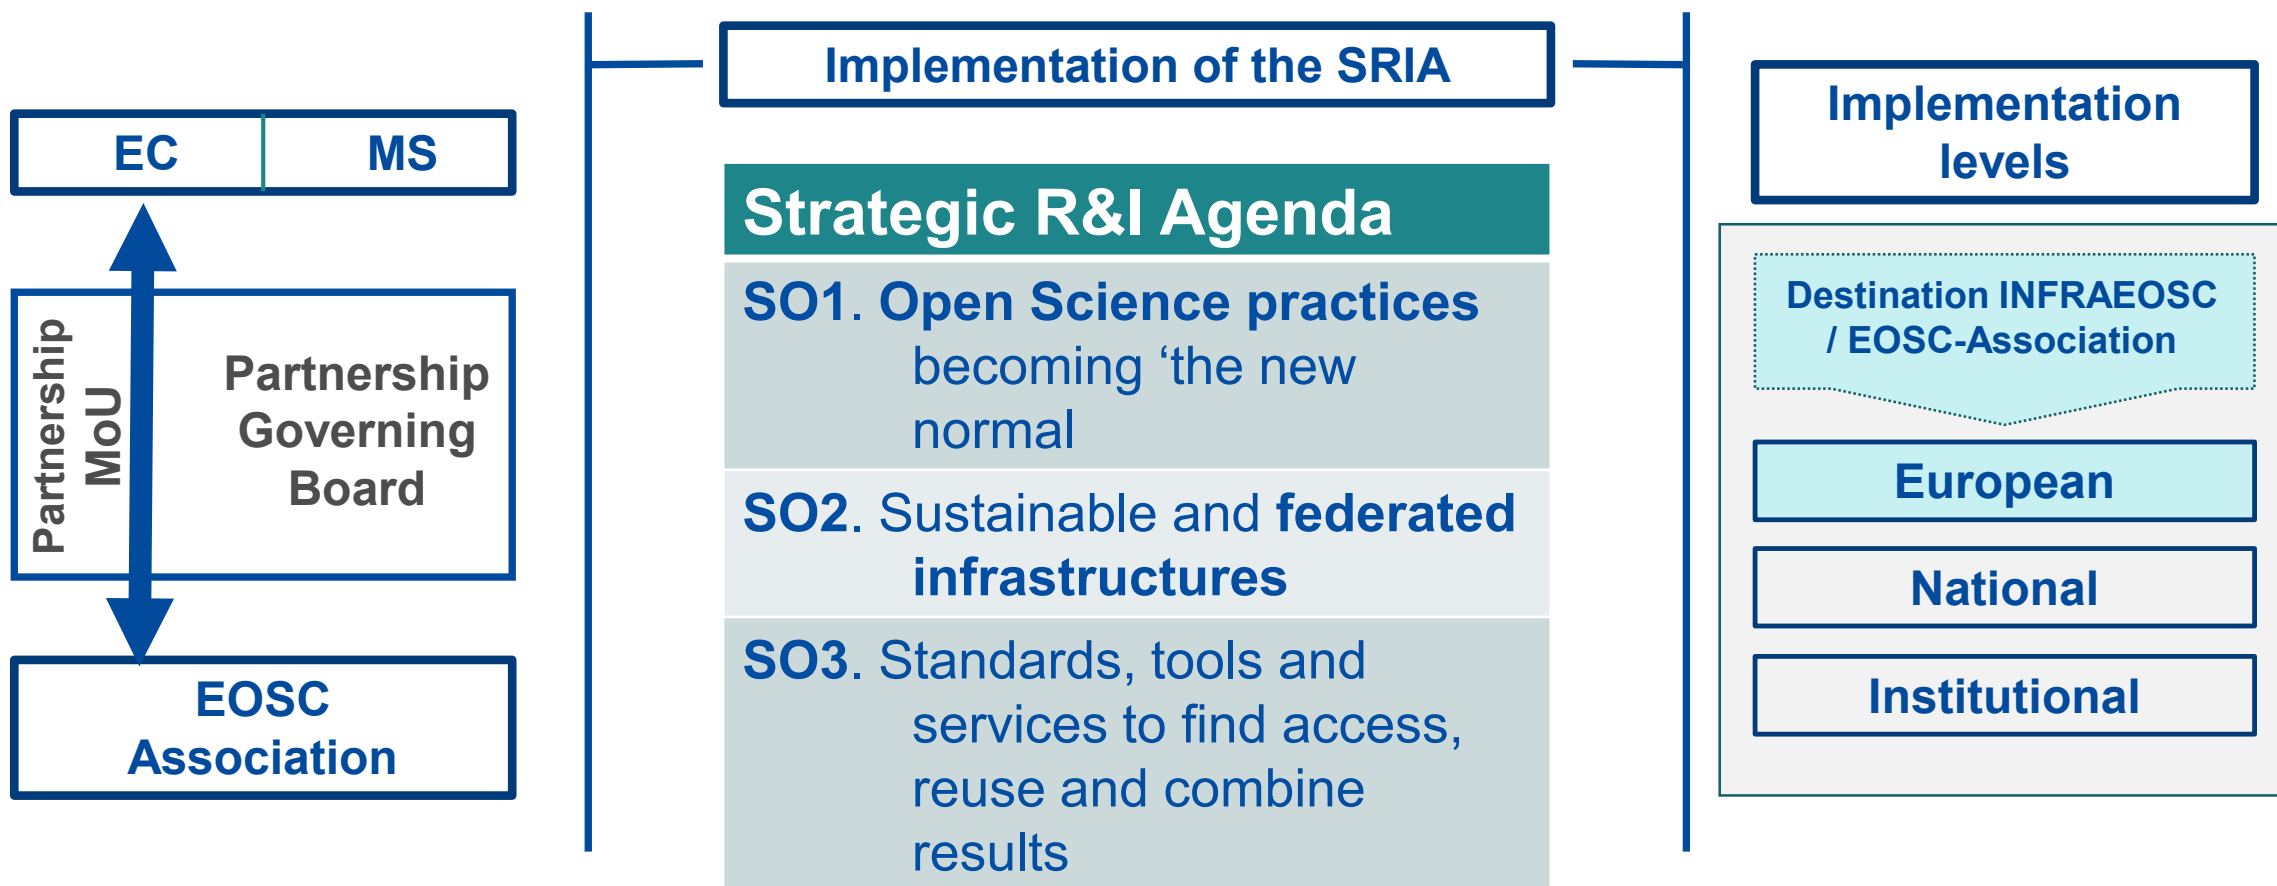 EC
MS
Partnership
MoU
Partnership
Governing
Board
EOSC
Association
Implementation of the SRIA
Strategic R&I Agenda
SO1. Open Science practices
becoming ‘the new
normal
SO2. Sustainable and federated
infrastructures
SO3. Standards, tools and
services to find access,
reuse and combine
results
Implementation
levels
Destination INFRAEOSC
/ EOSC-Association
European
National
Institutional